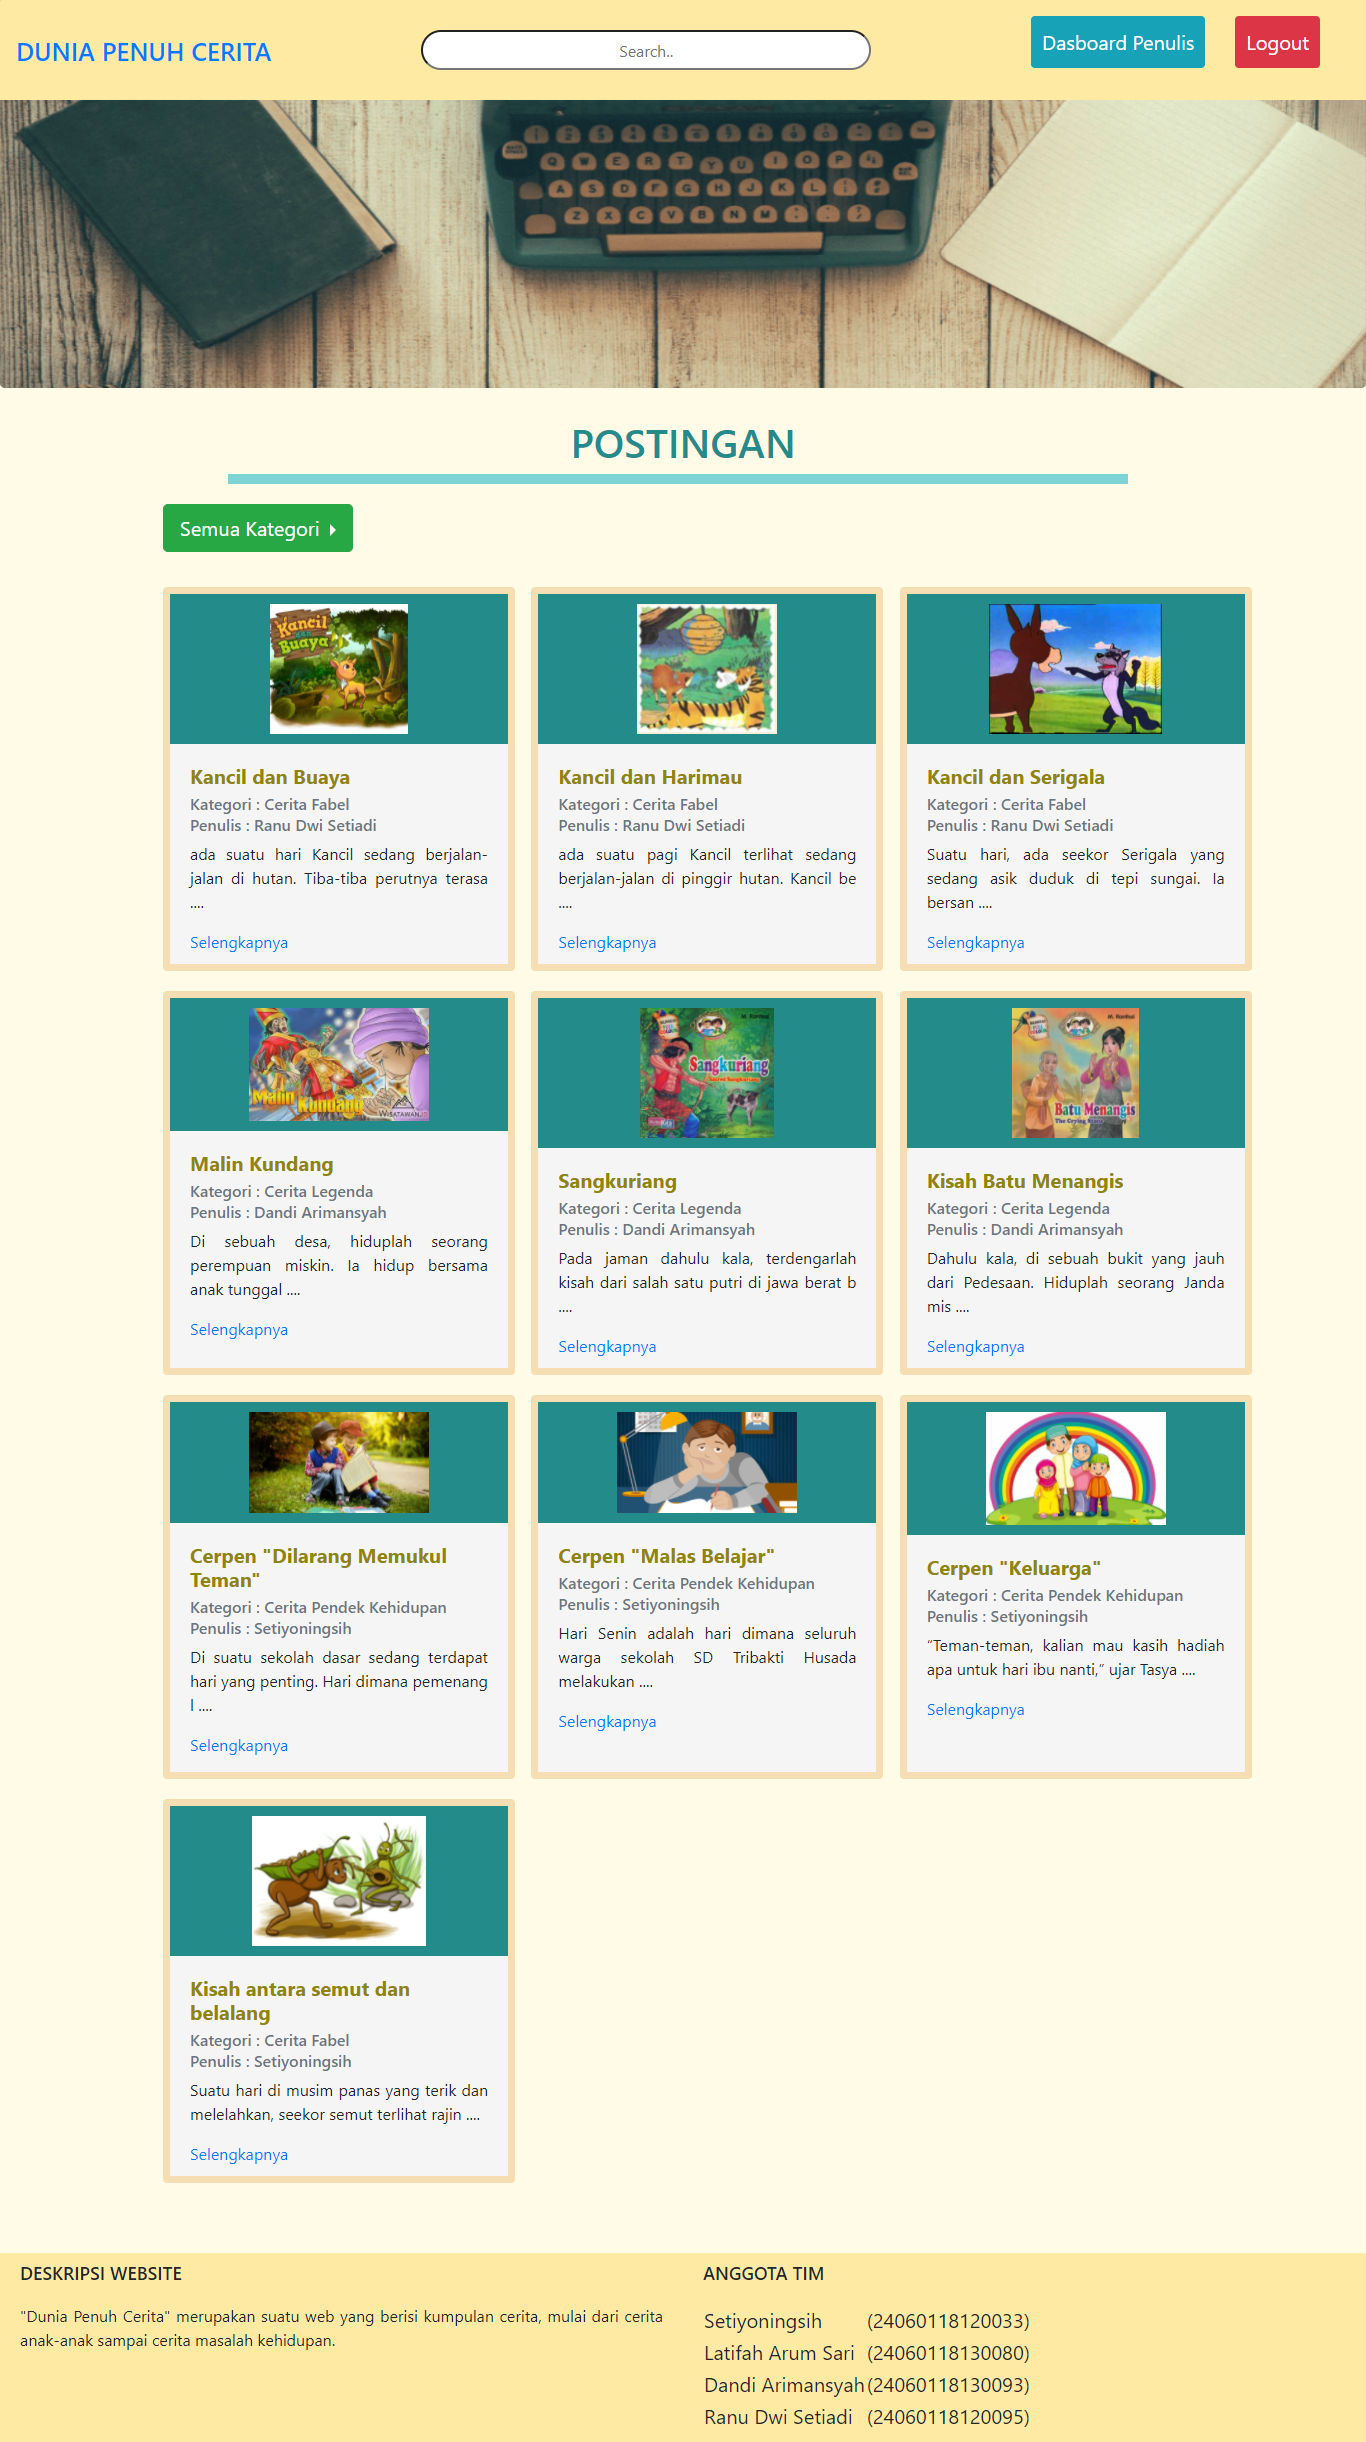 DUNIA PENUH CERITA
Search..
Dasboard Penulis
Logout
Q W E R T Y U I O P
A S D F G H J K L
Z X C V B N M
POSTINGAN
Semua Kategori
Kancil
dan
Buaya
Kancil dan Buaya
Kategori : Cerita Fabel
Penulis : Ranu Dwi Setiadi
ada suatu hari Kancil sedang berjalan-
jalan di hutan. Tiba-tiba perutnya terasa
....
Selengkapnya
Kancil dan Harimau
Kategori : Cerita Fabel
Penulis : Ranu Dwi Setiadi
ada suatu pagi Kancil terlihat sedang
berjalan-jalan di pinggir hutan. Kancil be
....
Selengkapnya
Kancil dan Serigala
Kategori : Cerita Fabel
Penulis : Ranu Dwi Setiadi
Suatu hari, ada seekor Serigala yang
sedang asik duduk di tepi sungai. Ia
bersan ....
Selengkapnya
Malin Kundang
Malin Kundang
Kategori : Cerita Legenda
Penulis : Dandi Arimansyah
Di sebuah desa, hiduplah seorang
perempuan miskin. Ia hidup bersama
anak tunggal ....
Selengkapnya
Sangkuriang
Sangkuriang
Kategori : Cerita Legenda
Penulis : Dandi Arimansyah
Pada jaman dahulu kala, terdengarlah
kisah dari salah satu putri di jawa berat b
....
Selengkapnya
Batu Menangis
Kisah Batu Menangis
Kategori : Cerita Legenda
Penulis : Dandi Arimansyah
Dahulu kala, di sebuah bukit yang jauh
dari Pedesaan. Hiduplah seorang Janda
mis ....
Selengkapnya
Cerpen "Dilarang Memukul
Teman"
Kategori : Cerita Pendek Kehidupan
Penulis : Setiyoningsih
Di suatu sekolah dasar sedang terdapat
hari yang penting. Hari dimana pemenang
l ....
Selengkapnya
Cerpen "Malas Belajar"
Kategori : Cerita Pendek Kehidupan
Penulis : Setiyoningsih
Hari Senin adalah hari dimana seluruh
warga sekolah SD Tribakti Husada
melakukan ....
Selengkapnya
Cerpen "Keluarga"
Kategori : Cerita Pendek Kehidupan
Penulis : Setiyoningsih
“Teman-teman, kalian mau kasih hadiah
apa untuk hari ibu nanti,” ujar Tasya ....
Selengkapnya
Kisah antara semut dan
belalang
Kategori : Cerita Fabel
Penulis : Setiyoningsih
Suatu hari di musim panas yang terik dan
melelahkan, seekor semut terlihat rajin ....
Selengkapnya
DESKRIPSI WEBSITE
"Dunia Penuh Cerita" merupakan suatu web yang berisi kumpulan cerita, mulai dari cerita
anak-anak sampai cerita masalah kehidupan.
ANGGOTA TIM
Setiyoningsih (24060118120033)
Latifah Arum Sari (24060118130080)
Dandi Arimansyah (24060118130093)
Ranu Dwi Setiadi (24060118120095)